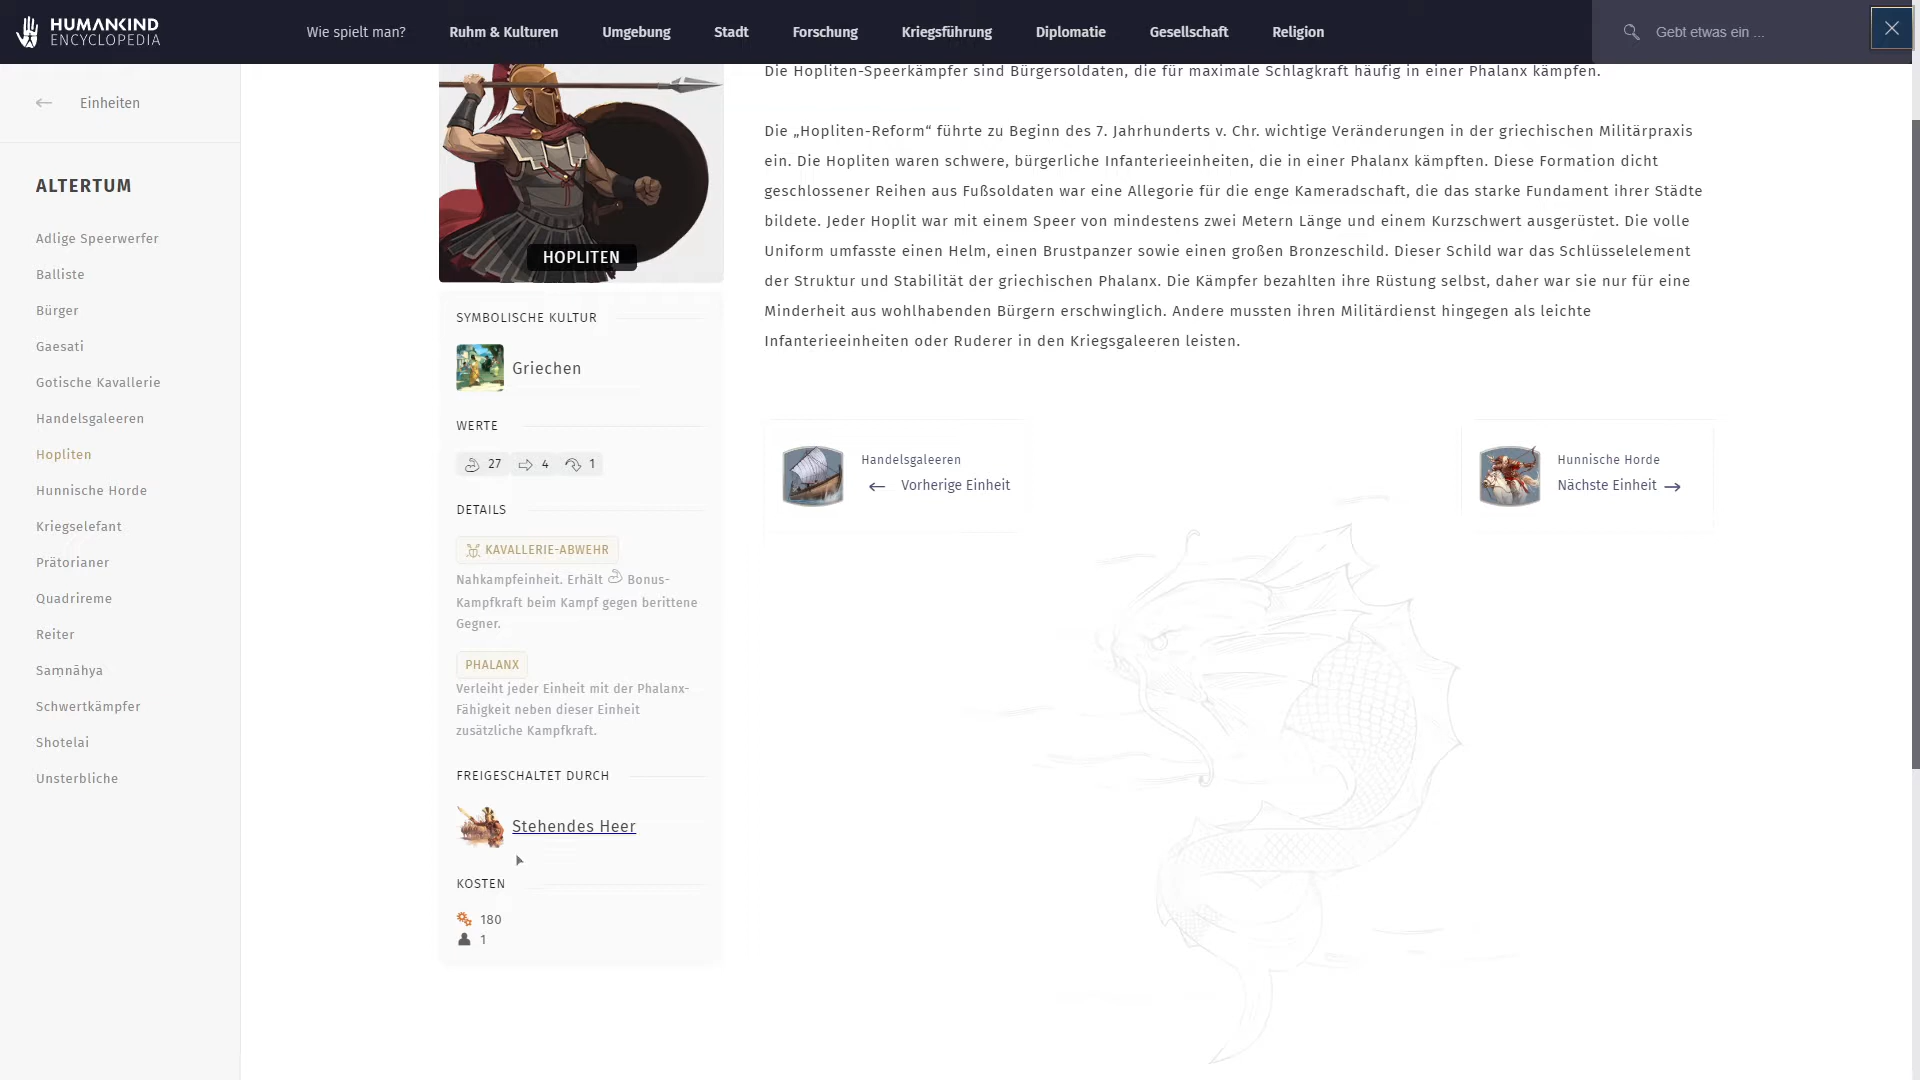 HUMANKIND
ENCYCLOPEDIA
Wie spielt man?
Ruhm & Kulturen
Umgebung
Stadt
Forschung
Kriegsführung
Diplomatie
Gesellschaft
Religion
Gebt etwas ein ...
Einheiten
ALTERTUM
Adlige Speerwerfer
Balliste
Bürger
Gaesati
Gotische Kavallerie
Handelsgaleeren
Hopliten
Hunnische Horde
Kriegselefant
Prätorianer
Quadrireme
Reiter
Saṃnāhya
Schwertkämpfer
Shotelai
Unsterbliche
HOPLITEN
SYMBOLISCHE KULTUR
Griechen
WERTE
27 4 1
DETAILS
KAVALLERIE-ABWEHR
Nahkampfeinheit. Erhält Bonus-
Kampfkraft beim Kampf gegen berittene
Gegner.
PHALANX
Verleiht jeder Einheit mit der Phalanx-
Fähigkeit neben dieser Einheit
zusätzliche Kampfkraft.
FREIGESCHALTET DURCH
Stehendes Heer
KOSTEN
180
1
Die Hopliten-Speerkämpfer sind Bürgersoldaten, die für maximale Schlagkraft häufig in einer Phalanx kämpfen.
Die „Hopliten-Reform“ führte zu Beginn des 7. Jahrhunderts v. Chr. wichtige Veränderungen in der griechischen Militärpraxis
ein. Die Hopliten waren schwere, bürgerliche Infanterieeinheiten, die in einer Phalanx kämpften. Diese Formation dicht
geschlossener Reihen aus Fußsoldaten war eine Allegorie für die enge Kameradschaft, die das starke Fundament ihrer Städte
bildete. Jeder Hoplit war mit einem Speer von mindestens zwei Metern Länge und einem Kurzschwert ausgerüstet. Die volle
Uniform umfasste einen Helm, einen Brustpanzer sowie einen großen Bronzeschild. Dieser Schild war das Schlüsselelement
der Struktur und Stabilität der griechischen Phalanx. Die Kämpfer bezahlten ihre Rüstung selbst, daher war sie nur für eine
Minderheit aus wohlhabenden Bürgern erschwinglich. Andere mussten ihren Militärdienst hingegen als leichte
Infanterieeinheiten oder Ruderer in den Kriegsgaleeren leisten.
Handelsgaleeren
← Vorherige Einheit
Hunnische Horde
Nächste Einheit →